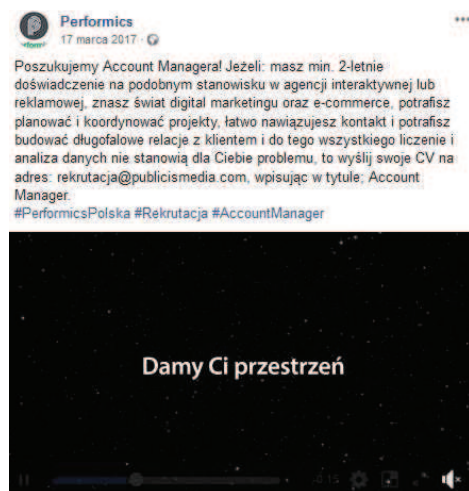 Performics
17 marca 2017
Poszukujemy Account Managera! Jeżeli: masz min. 2-letnie
doświadczenie na podobnym stanowisku w agencji interaktywnej lub
reklamowej, znasz świat digital marketingu oraz e-commerce, potrafisz
planować i koordynować projekty, łatwo nawiązujesz kontakt i potrafisz
budować długofalowe relacje z klientem i do tego wszystkiego liczenie i
analiza danych nie stanowią dla Ciebie problemu, to wyślij swoje CV na
adres: rekrutacja@publicismedia.com, wpisując w tytule; Account
Manager.
#PerformicsPolska #Rekrutacja #AccountManager
Damy Ci przestrzeń
-0:15